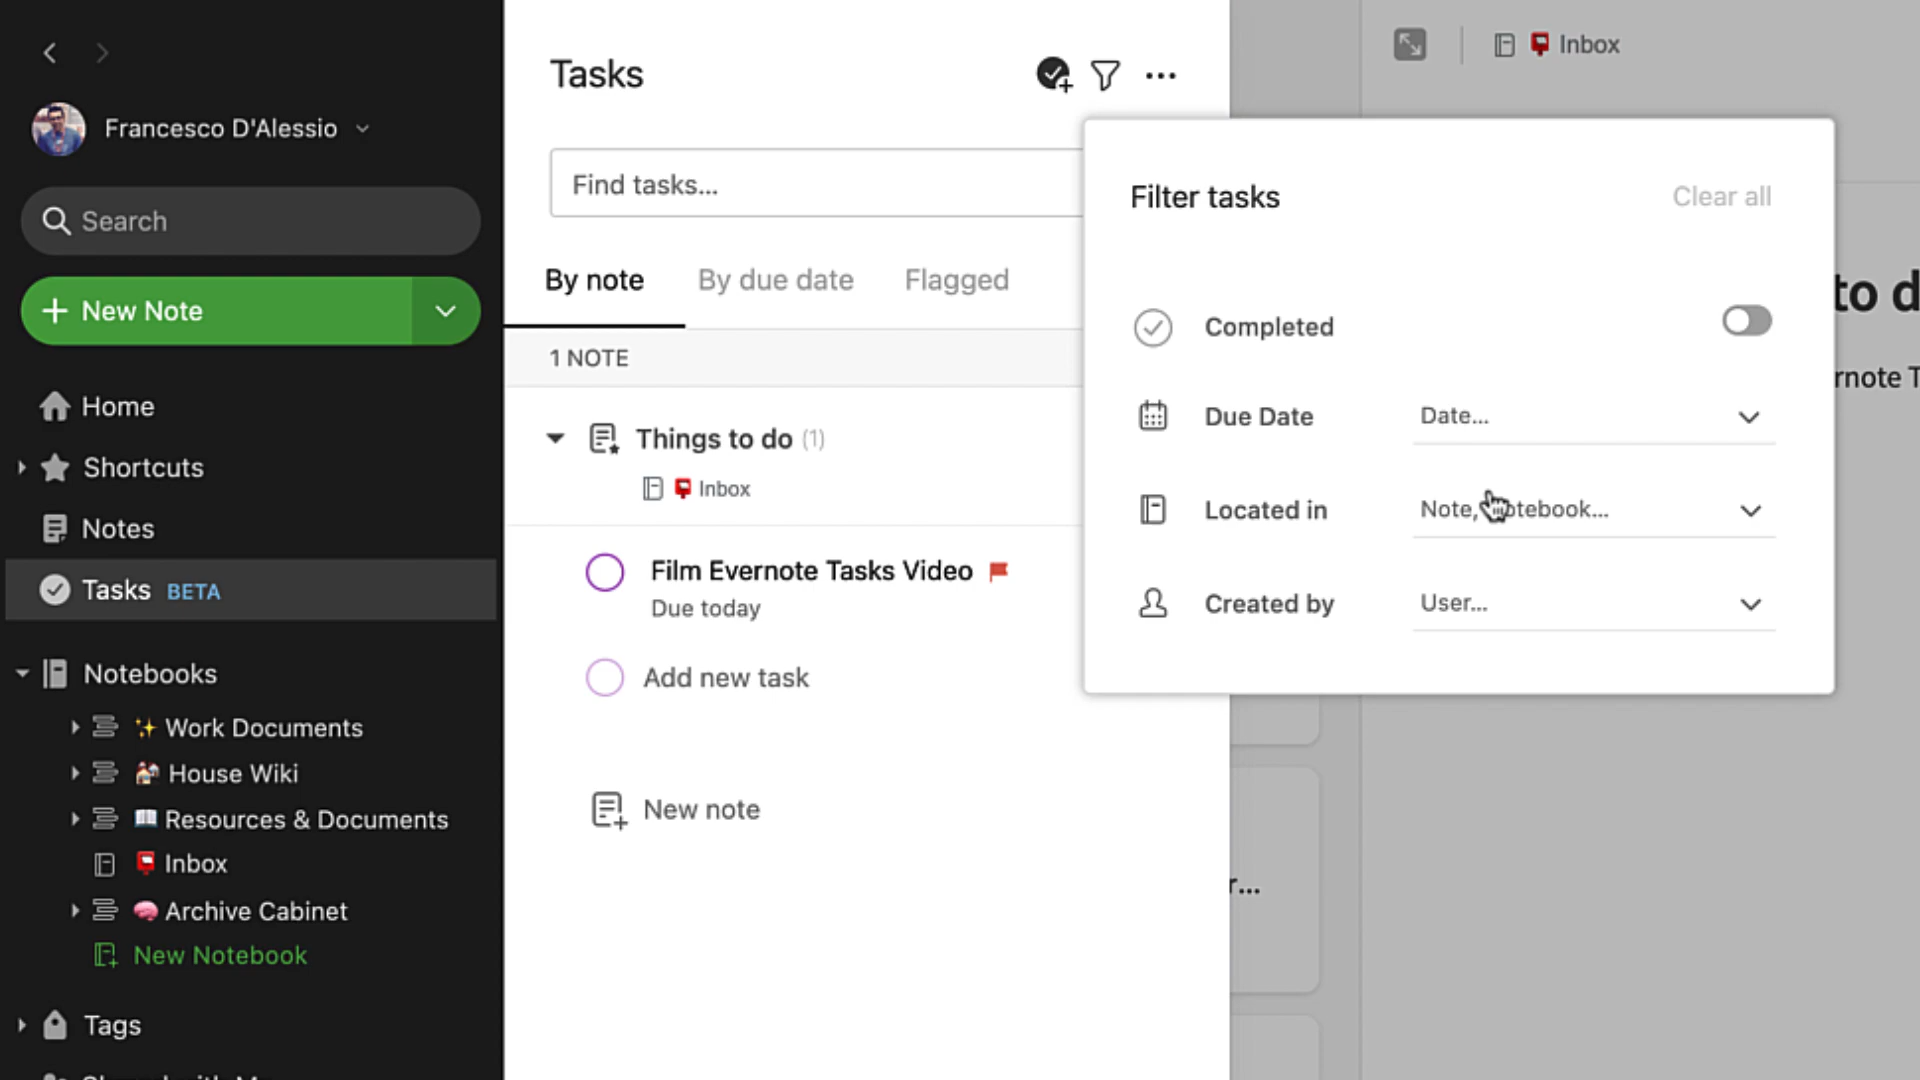 Francesco D'Alessio
Search
New Note
Home
Shortcuts
Notes
Tasks BETA
Notebooks
Work Documents
House Wiki
Resources & Documents
Inbox
Archive Cabinet
New Notebook
Tags
Tasks
Find tasks...
By note By due date Flagged
1 NOTE
Things to do (1)
Inbox
Film Evernote Tasks Video
Due today
Add new task
New note
Filter tasks Clear all
Completed
Due Date Date...
Located in Note,
Created by User...
Inbox
to d
rnote T
r...